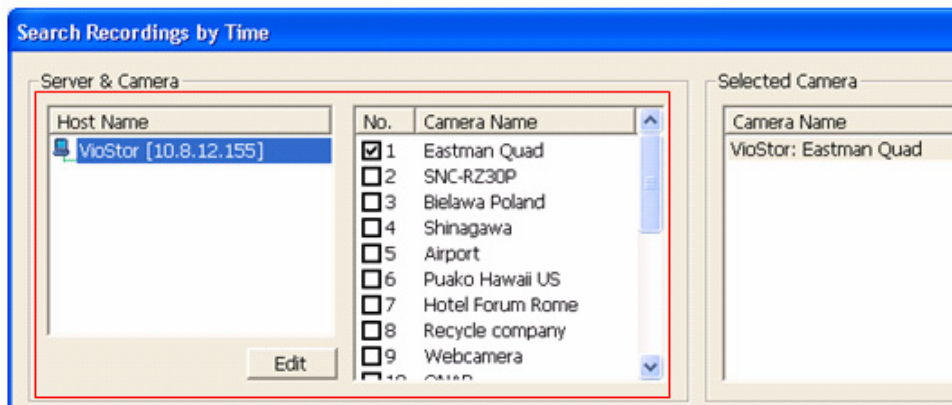 Search Recordings by Time
Server & Camera
Host Name
VioStor [10.8.12.155]
Edit
No. Camera Name
1 Eastman Quad
2 SNC-RZ30P
3 Bielawa Poland
4 Shinagawa
5 Airport
6 Puako Hawaii US
7 Hotel Forum Rome
8 Recycle company
9 Webcamera
Selected Camera
Camera Name
VioStor: Eastman Quad